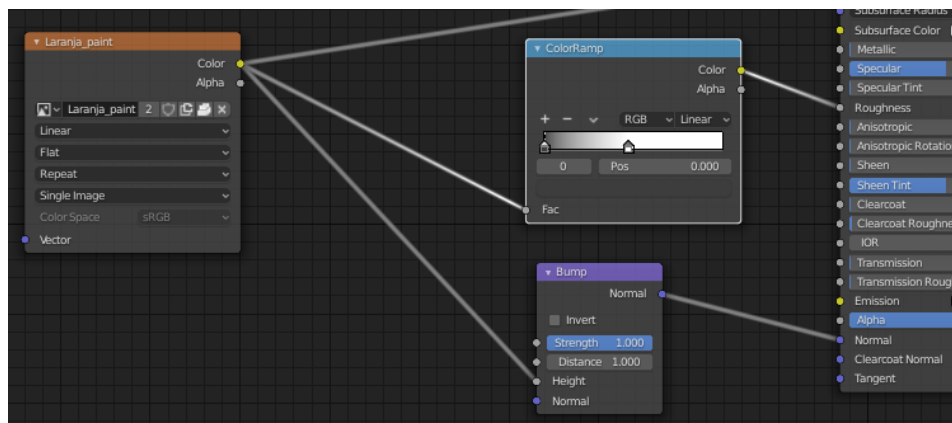 Laranja_paint
Color
Alpha
Laranja_paint 2
Linear
Flat
Repeat
Single Image
Color Space sRGB
Vector
ColorRamp
Color
Alpha
RGB Linear
0 Pos 0.000
Fac
Bump
Normal
Invert
Strength 1.000
Distance 1.000
Height
Normal
Subsurface Radius
Subsurface Color
Metallic
Specular
Specular Tint
Roughness
Anisotropic
Anisotropic Rotatio
Sheen
Sheen Tint
Clearcoat
Clearcoat Roughne
IOR
Transmission
Transmission Roug
Emission
Alpha
Normal
Clearcoat Normal
Tangent